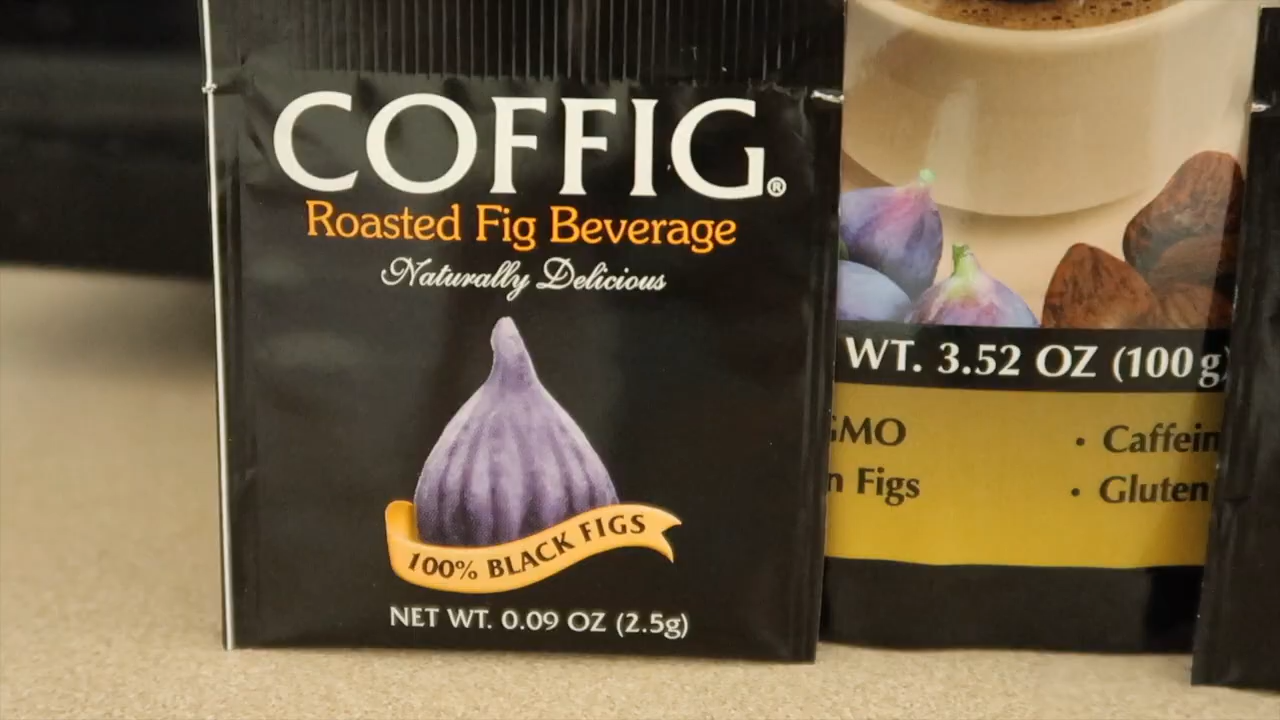 COFFIG®
Roasted Fig Beverage
Naturally Delicious
100% BLACK FIGS
NET WT. 0.09 OZ (2.5g)
WT. 3.52 OZ (100g)
GMO
Figs
• Caffein
• Gluten